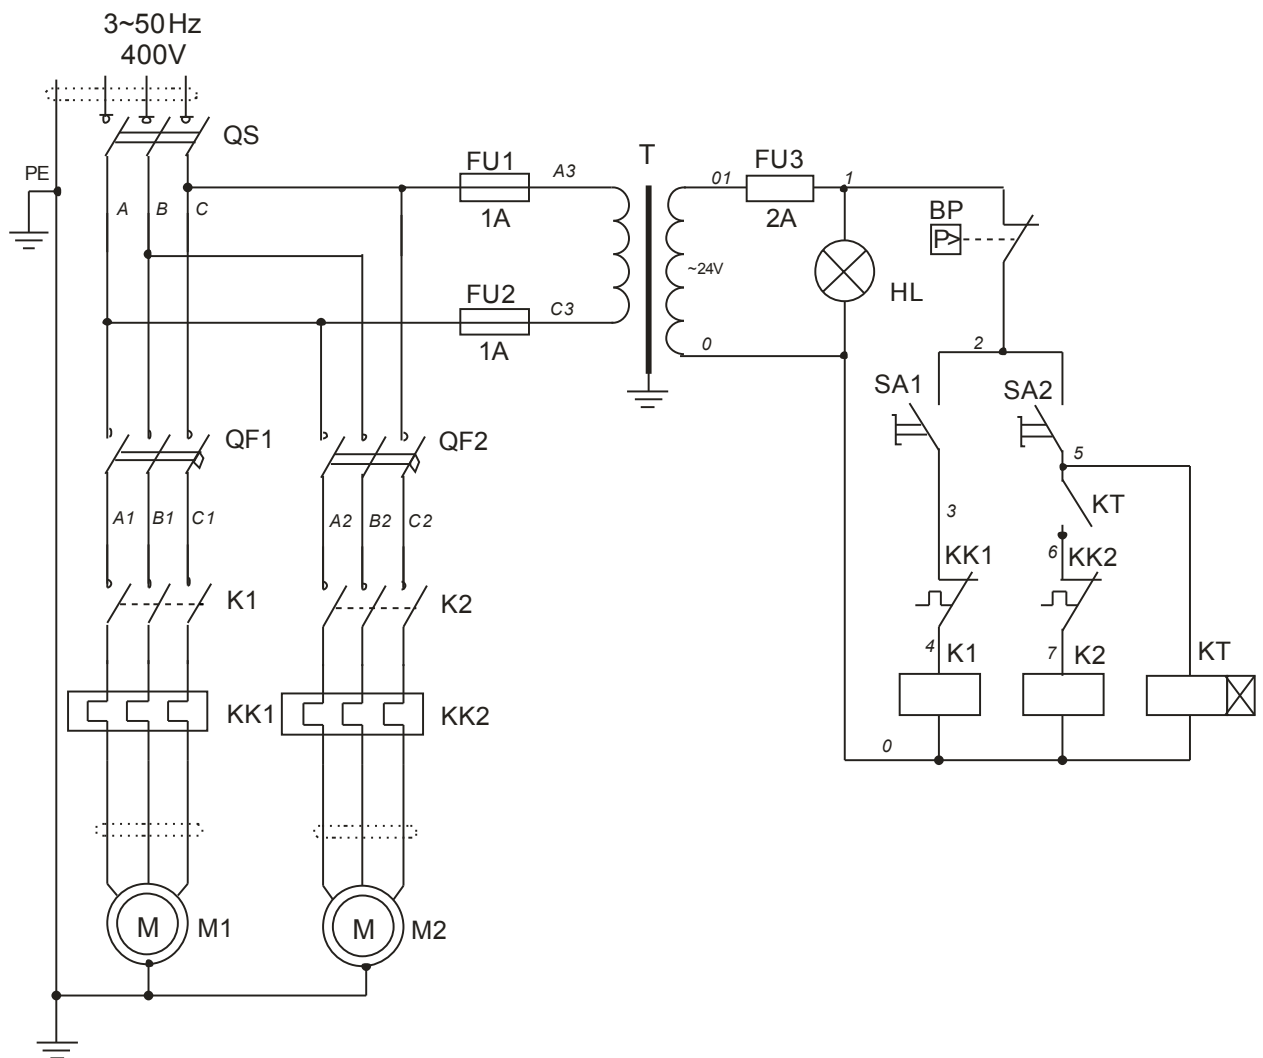 3~50Hz
400V
QS
PE
A B C
FU1
A3
1A
FU2
C3
1A
T
~24V
01
FU3
1
2A
0
HL
BP
P>
2
SA1
SA2
5
3
KT
KK1
6
KK2
4
K1
7
K2
KT
0
QF1
QF2
A1 B1 C1
A2 B2 C2
K1
K2
KK1
KK2
M
M1
M
M2